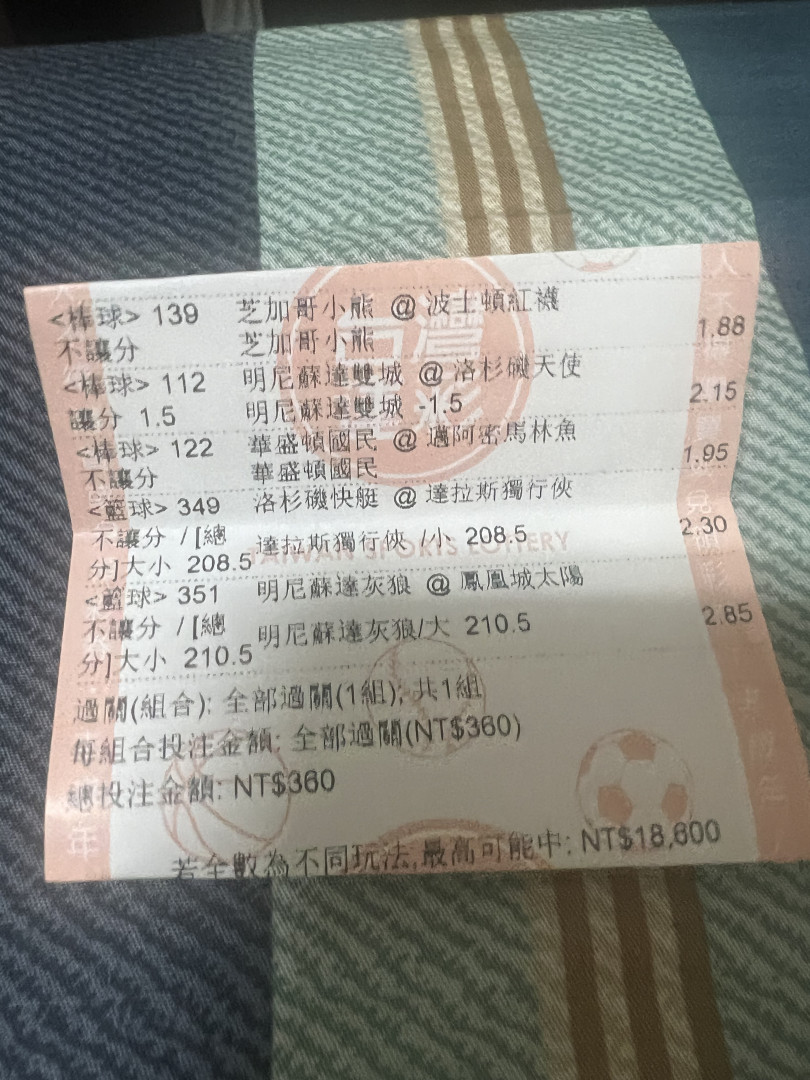 <棒球> 139 芝加哥小熊 @ 波士頓紅襪
不讓分 芝加哥小熊 1.88
<棒球> 112 明尼蘇達雙城 @ 洛杉磯天使
讓分 1.5 明尼蘇達雙城 -1.5 2.15
<棒球> 122 華盛頓國民 @ 邁阿密馬林魚
不讓分 華盛頓國民 1.95
<籃球> 349 洛杉磯快艇 @ 達拉斯獨行俠
不讓分 /[總 達拉斯獨行俠 /小 208.5 2.30
分]大小 208.5
<籃球> 351 明尼蘇達灰狼 @ 鳳凰城太陽
不讓分 /[總 明尼蘇達灰狼/大 210.5 2.85
分]大小 210.5
TAIWAN SPORTS LOTTERY
過關(組合): 全部過關(1組), 共1組
每組合投注金額: 全部過關(NT$360)
總投注金額: NT$360
若全數為不同玩法,最高可能中: NT$18,600